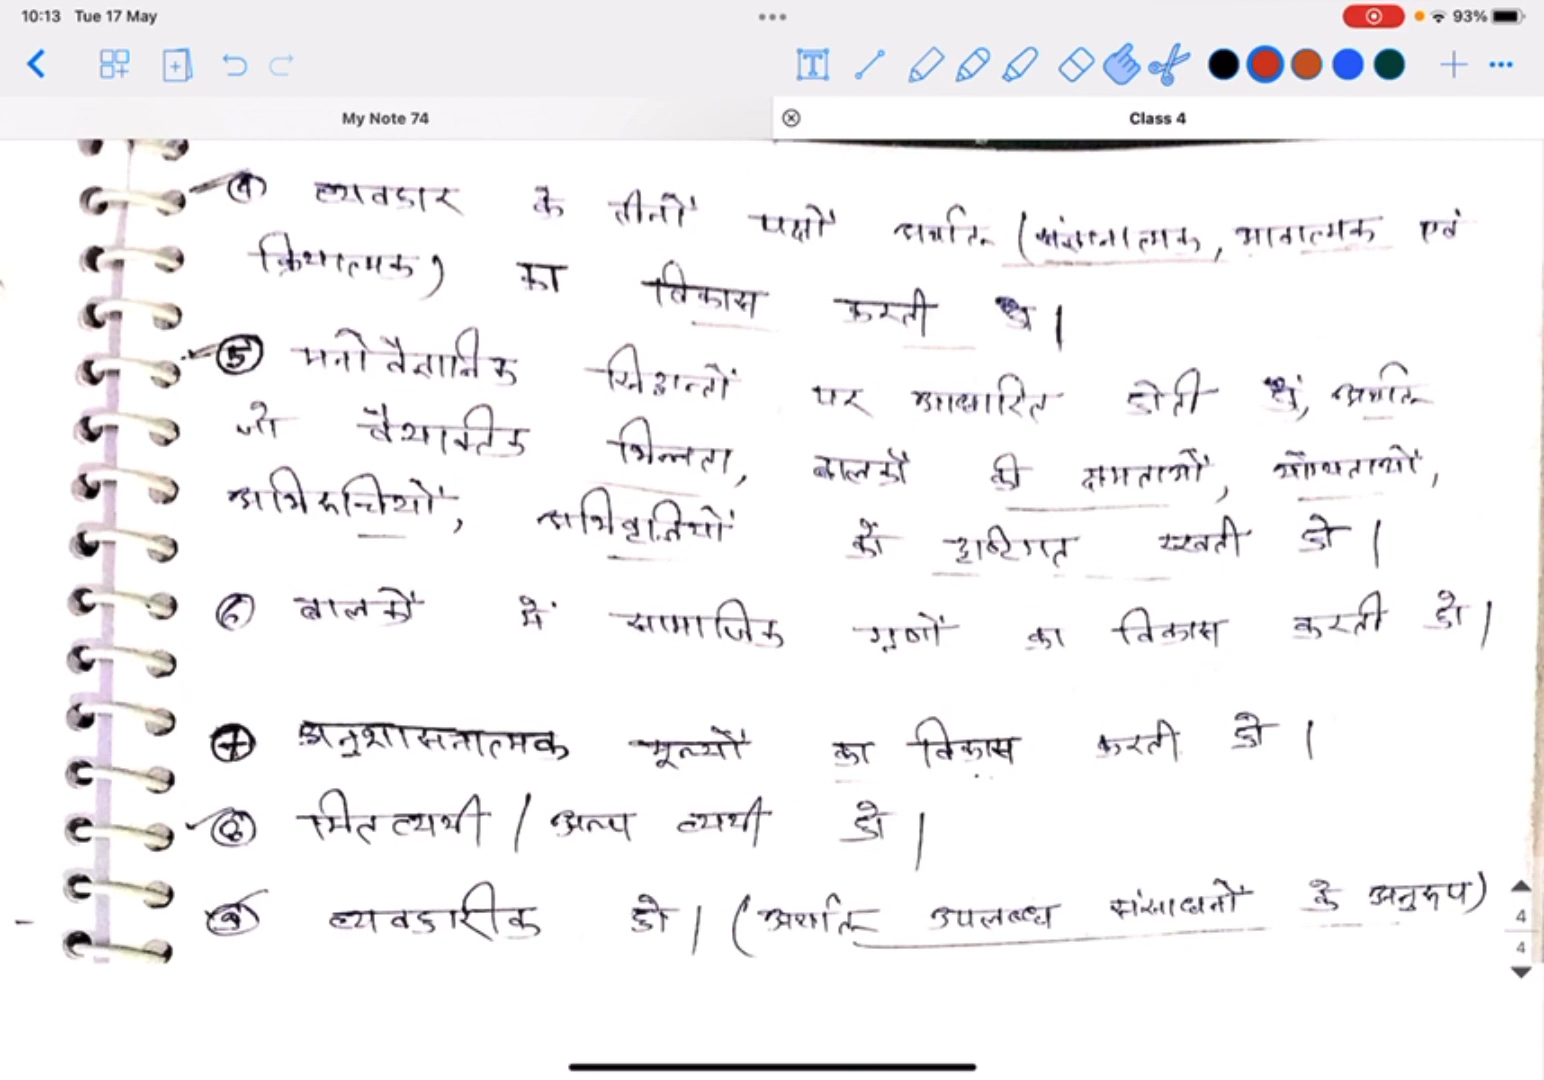 10:13 Tue 17 May
93%
My Note 74
Class 4
④ व्यवहार के तीनों पक्षों अर्थात (संज्ञानात्मक, भावात्मक एवं
क्रियात्मक) का विकास करती हो।
⑤ मनोवैज्ञानिक सिद्धान्तों पर आधारित होती हो, अर्थात
जो वैयक्तिक भिन्नता, बालकों की क्षमताओं, योग्यताओं,
अभिरूचियों, अभिवृतियों को दृष्टिगत रखती हो।
⑥ बालकों में सामाजिक गुणों का विकास करती हो।
⑦ अनुशासनात्मक मूल्यों का विकास करती हो।
⑧ मितव्ययी / अल्प व्ययी हो।
⑨ व्यवहारीक हो। (अर्थात उपलब्ध संसाधनों के अनुरूप)
4
4